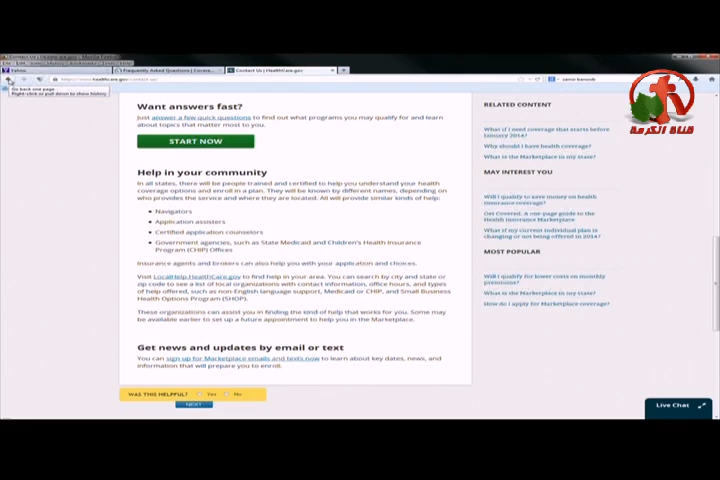 Contact Us | HealthCare.gov - Mozilla Firefox
Yahoo
Frequently Asked Questions | Covere...
Contact Us | HealthCare.gov
Go back one page
Right-click or pull down to show history
قناة الكرمة
Want answers fast?
Just answer a few quick questions to find out what programs you may qualify for and learn
about topics that matter most to you.
START NOW
Help in your community
In all states, there will be people trained and certified to help you understand your health
coverage options and enroll in a plan. They will be known by different names, depending on
who provides the service and where they are located. All will provide similar kinds of help:
Navigators
Application assisters
Certified application counselors
Government agencies, such as State Medicaid and Children's Health Insurance
Program (CHIP) Offices
Insurance agents and brokers can also help you with your application and choices.
Visit LocalHelp.HealthCare.gov to find help in your area. You can search by city and state or
zip code to see a list of local organizations with contact information, office hours, and types
of help offered, such as non-English language support, Medicaid or CHIP, and Small Business
Health Options Program (SHOP).
These organizations can assist you in finding the kind of help that works for you. Some may
be available earlier to set up a future appointment to help you in the Marketplace.
Get news and updates by email or text
You can sign up for Marketplace emails and texts now to learn about key dates, news, and
information that will prepare you to enroll.
WAS THIS HELPFUL? Yes No
NEXT
RELATED CONTENT
What if I need coverage that starts before
January 2014?
Why should I have health coverage?
What is the Marketplace in my state?
MAY INTEREST YOU
Will I qualify to save money on health
insurance coverage?
Get Covered: A one-page guide to the
Health Insurance Marketplace
What if my current individual plan is
changing or not being offered in 2014?
MOST POPULAR
Will I qualify for lower costs on monthly
premiums?
What is the Marketplace in my state?
How do I apply for Marketplace coverage?
Live Chat